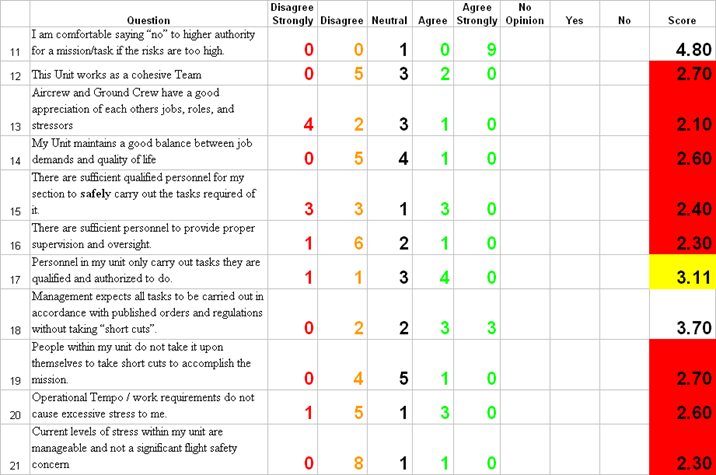 Question Disagree Strongly Disagree Neutral Agree Agree Strongly No Opinion Yes No Score
11 I am comfortable saying “no” to higher authority for a mission/task if the risks are too high. 0 0 1 0 9 4.80
12 This Unit works as a cohesive Team 0 5 3 2 0 2.70
13 Aircrew and Ground Crew have a good appreciation of each others jobs, roles, and stressors 4 2 3 1 0 2.10
14 My Unit maintains a good balance between job demands and quality of life 0 5 4 1 0 2.60
15 There are sufficient qualified personnel for my section to safely carry out the tasks required of it. 3 3 1 3 0 2.40
16 There are sufficient personnel to provide proper supervision and oversight. 1 6 2 1 0 2.30
17 Personnel in my unit only carry out tasks they are qualified and authorized to do. 1 1 3 4 0 3.11
18 Management expects all tasks to be carried out in accordance with published orders and regulations without taking “short cuts”. 0 2 2 3 3 3.70
19 People within my unit do not take it upon themselves to take short cuts to accomplish the mission. 0 4 5 1 0 2.70
20 Operational Tempo / work requirements do not cause excessive stress to me. 1 5 1 3 0 2.60
21 Current levels of stress within my unit are manageable and not a significant flight safety concern 0 8 1 1 0 2.30